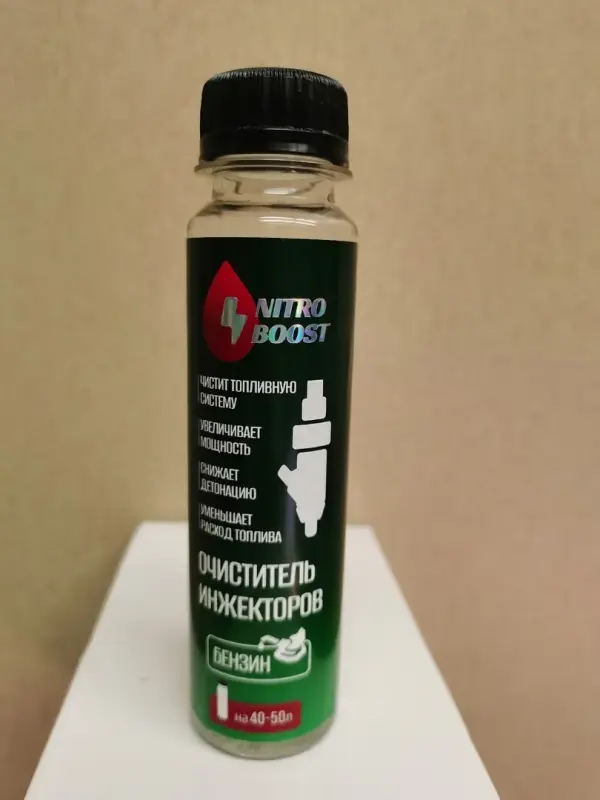 NITRO
BOOST
ЧИСТИТ ТОПЛИВНУЮ
СИСТЕМУ
УВЕЛИЧИВАЕТ
МОЩНОСТЬ
СНИЖАЕТ
ДЕТОНАЦИЮ
УМЕНЬШАЕТ
РАСХОД ТОПЛИВА
ОЧИСТИТЕЛЬ
ИНЖЕКТОРОВ
БЕНЗИН
на 40-50л